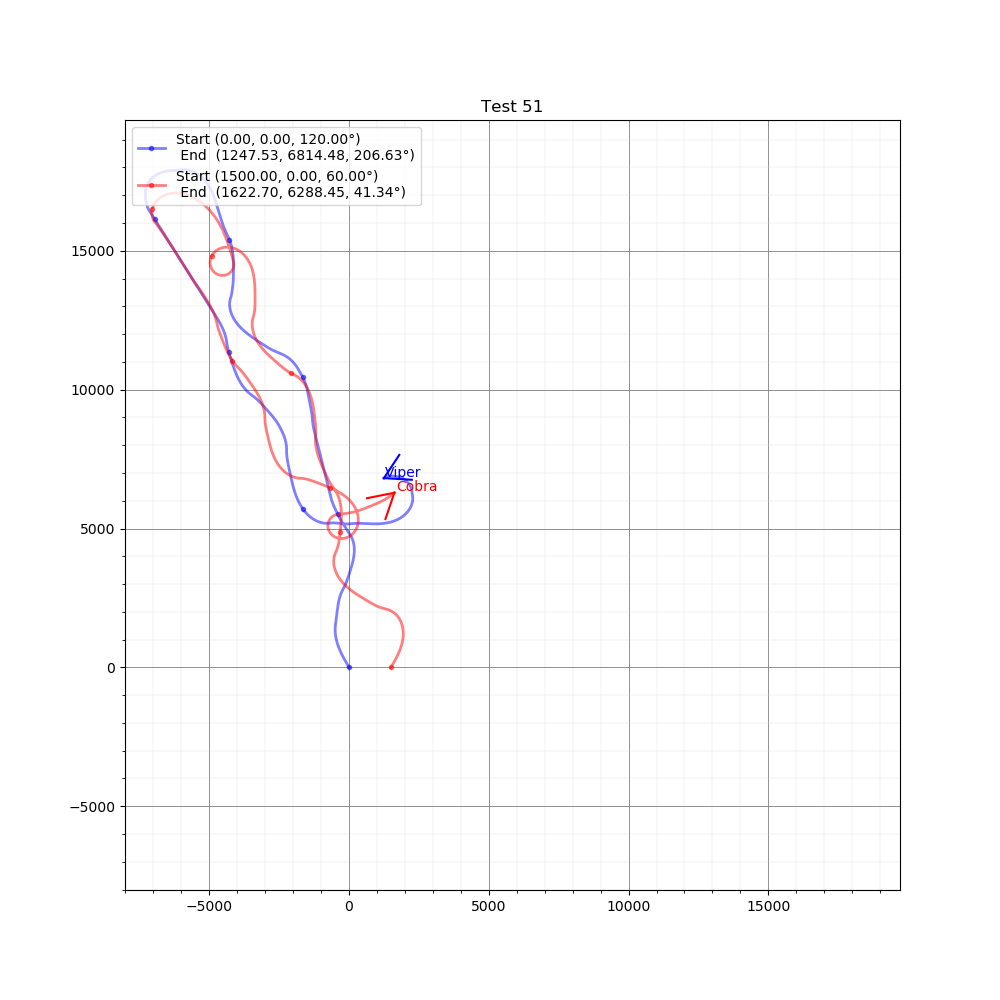 Test 51
Start (0.00, 0.00, 120.00°)
End (1247.53, 6814.48, 206.63°)
Start (1500.00, 0.00, 60.00°)
End (1622.70, 6288.45, 41.34°)
15000
10000
5000
0
−5000
Viper
Cobra
−5000
0
5000
10000
15000